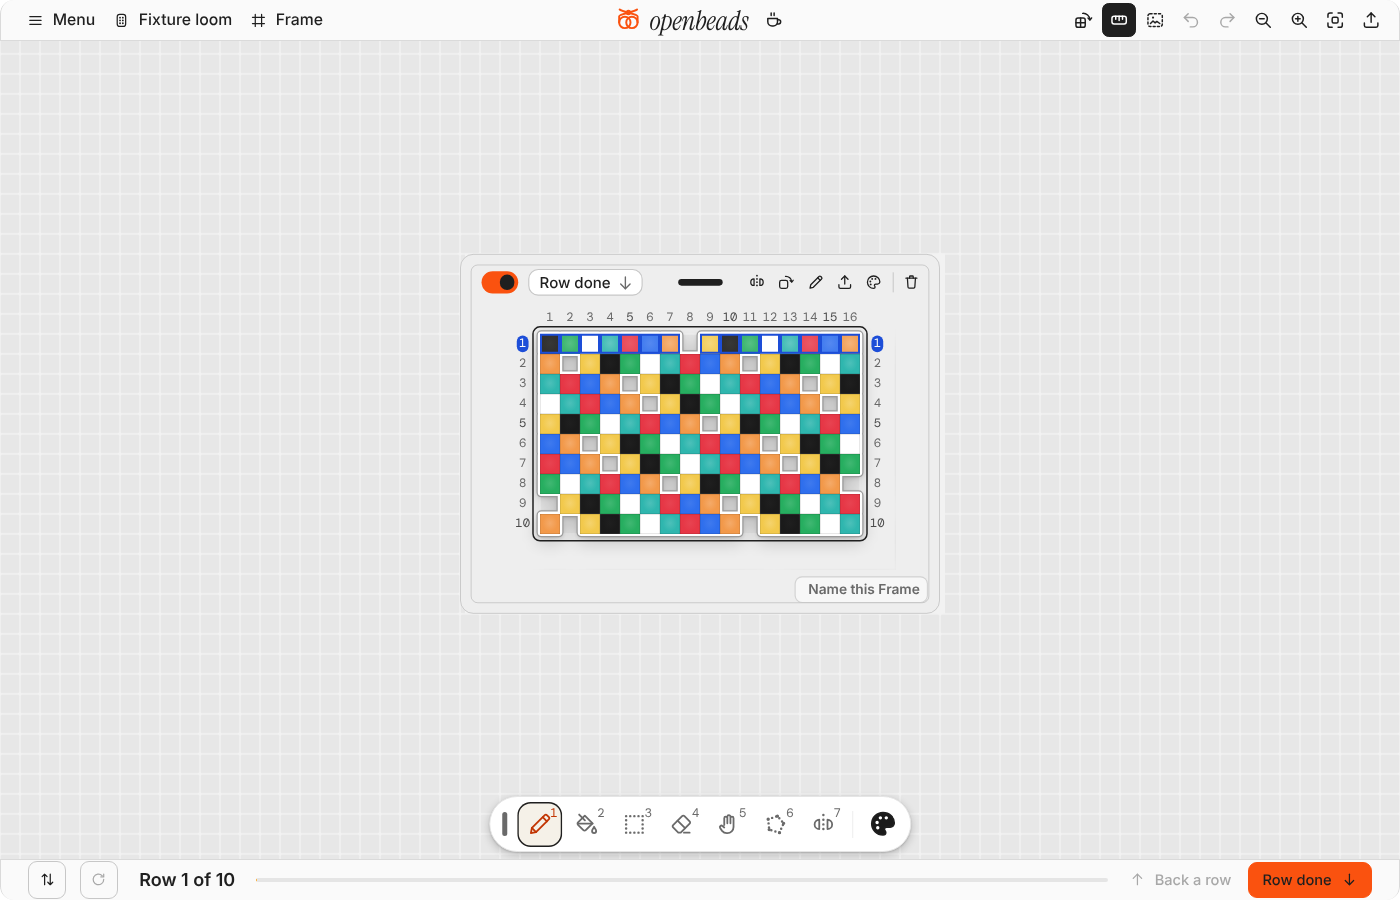 Menu Fixture loom Frame openbeads
Row done
1 2 3 4 5 6 7 8 9 10 11 12 13 14 15 16
1 1
2 2
3 3
4 4
5 5
6 6
7 7
8 8
9 9
10 10
Name this Frame
1 2 3 4 5 6 7
Row 1 of 10 Back a row Row done